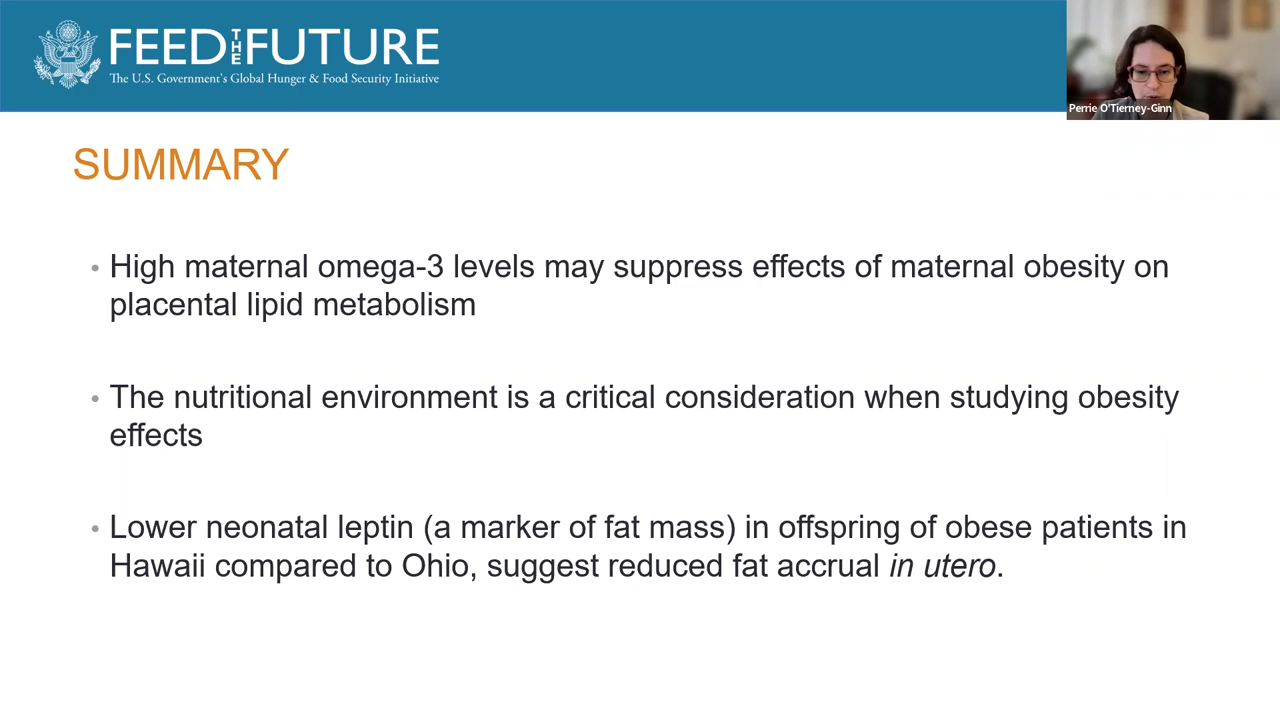 FEED THE FUTURE
The U.S. Government's Global Hunger & Food Security Initiative
Perrie O'Tierney-Ginn
SUMMARY
• High maternal omega-3 levels may suppress effects of maternal obesity on
placental lipid metabolism
• The nutritional environment is a critical consideration when studying obesity
effects
• Lower neonatal leptin (a marker of fat mass) in offspring of obese patients in
Hawaii compared to Ohio, suggest reduced fat accrual in utero.